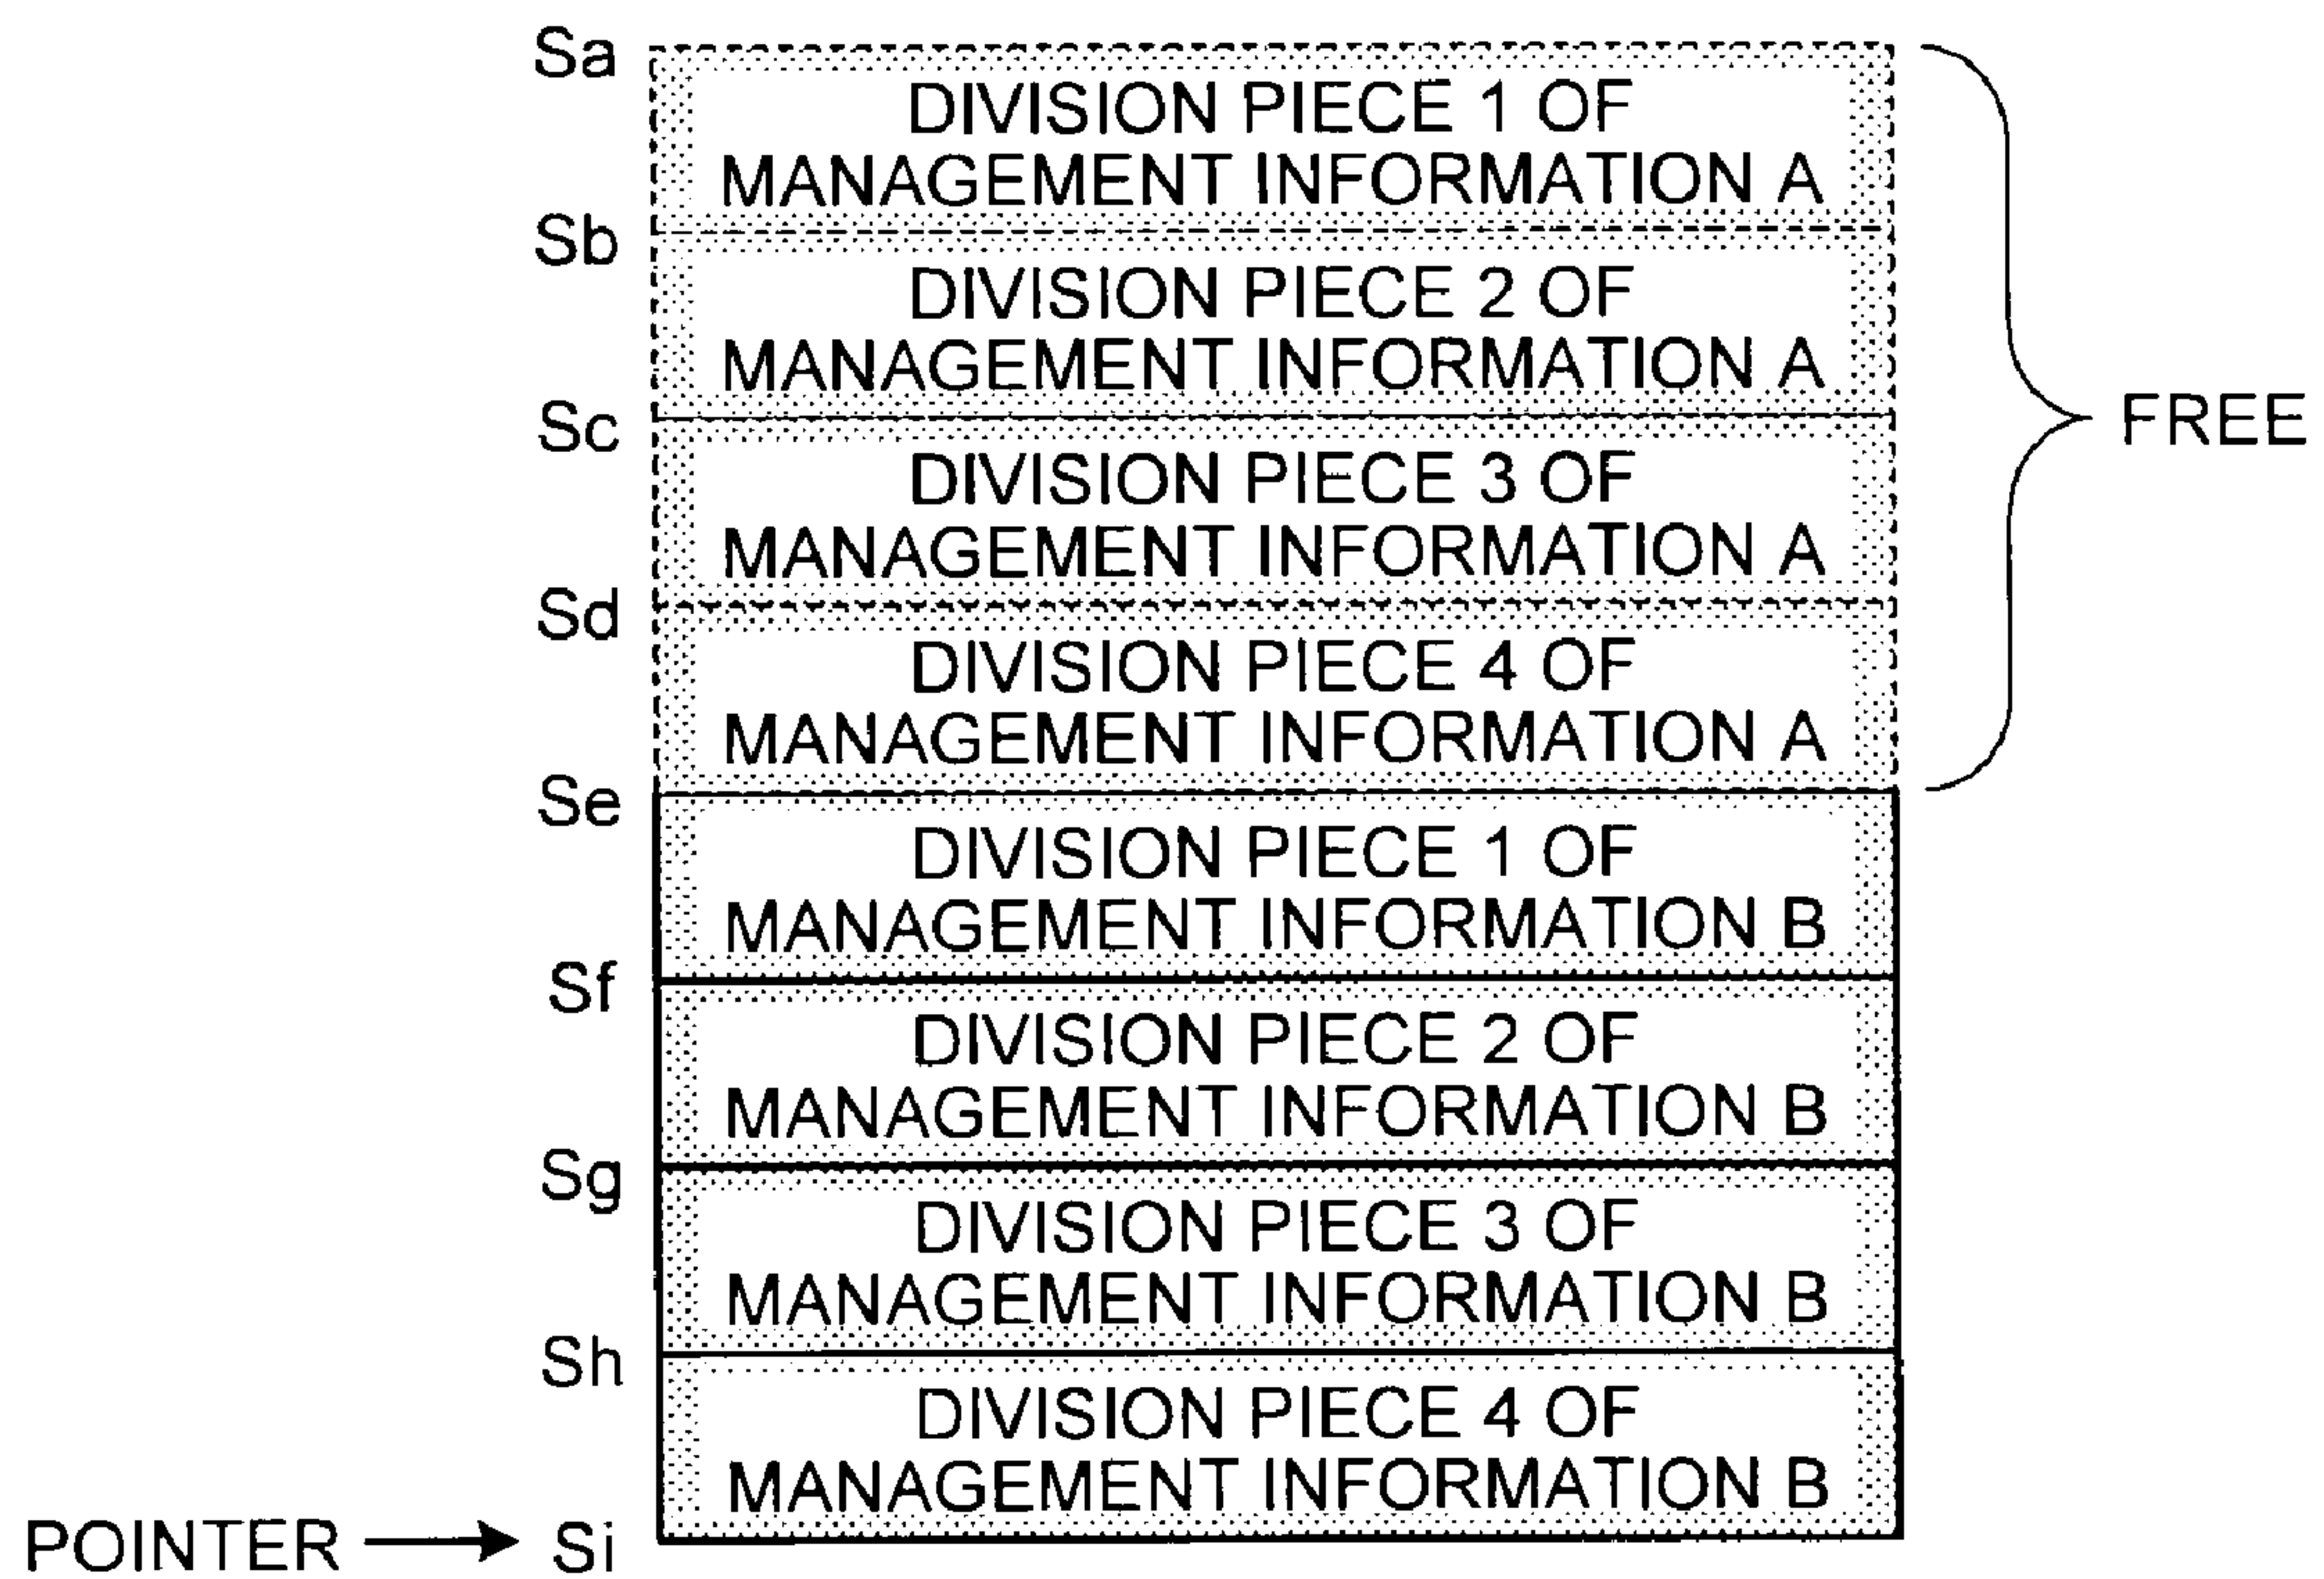 Sa
DIVISION PIECE 1 OF
MANAGEMENT INFORMATION A
Sb
DIVISION PIECE 2 OF
MANAGEMENT INFORMATION A
Sc
FREE
DIVISION PIECE 3 OF
MANAGEMENT INFORMATION A
Sd
DIVISION PIECE 4 OF
MANAGEMENT INFORMATION A
Se
DIVISION PIECE 1 OF
MANAGEMENT INFORMATION B
Sf
DIVISION PIECE 2 OF
MANAGEMENT INFORMATION B
Sg
DIVISION PIECE 3 OF
MANAGEMENT INFORMATION B
Sh
DIVISION PIECE 4 OF
MANAGEMENT INFORMATION B
POINTER Si